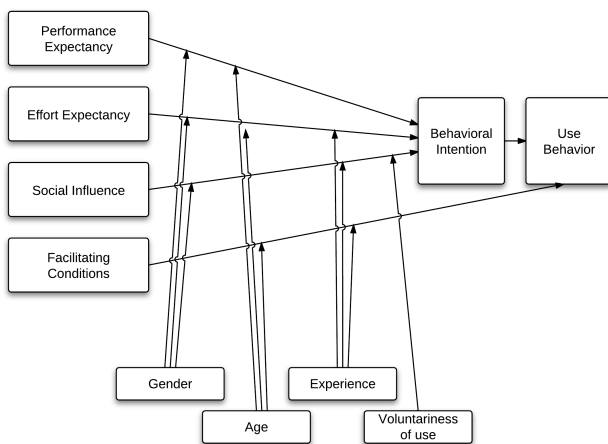 Performance
Expectancy
Effort Expectancy
Social Influence
Facilitating
Conditions
Behavioral
Intention
Use
Behavior
Gender
Age
Experience
Voluntariness
of use